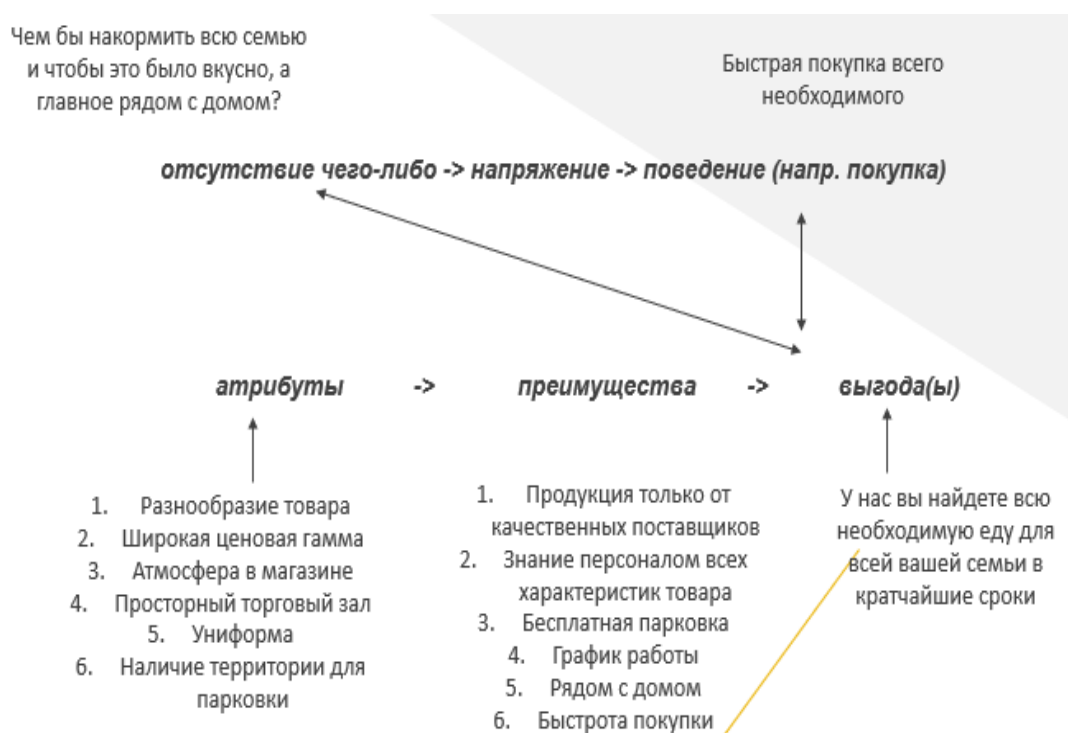 Чем бы накормить всю семью
и чтобы это было вкусно, а
главное рядом с домом?
Быстрая покупка всего
необходимого
отсутствие чего-либо -> напряжение -> поведение (напр. покупка)
атрибуты -> преимущества -> выгода(ы)
1. Разнообразие товара
2. Широкая ценовая гамма
3. Атмосфера в магазине
4. Просторный торговый зал
5. Униформа
6. Наличие территории для
парковки
1. Продукция только от
качественных поставщиков
2. Знание персоналом всех
характеристик товара
3. Бесплатная парковка
4. График работы
5. Рядом с домом
6. Быстрота покупки
У нас вы найдете всю
необходимую еду для
всей вашей семьи в
кратчайшие сроки